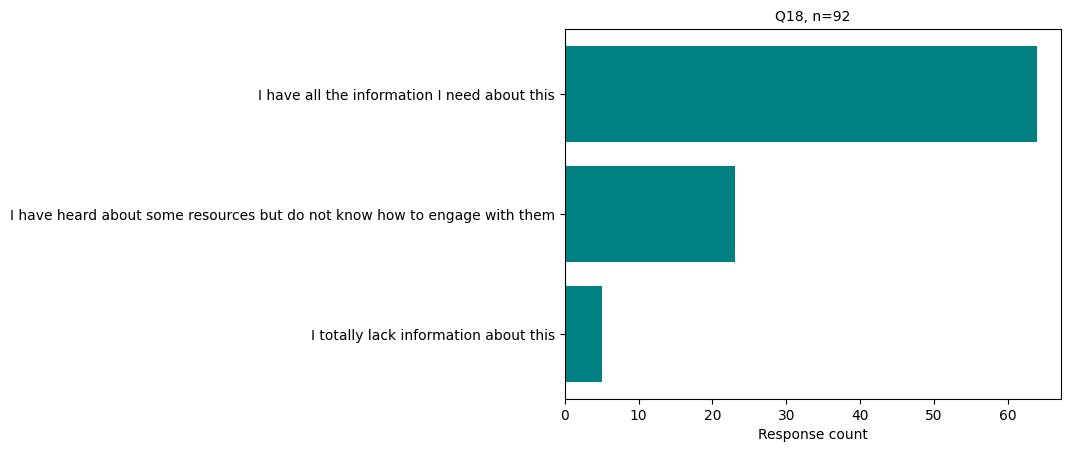 Q18, n=92
I have all the information I need about this
I have heard about some resources but do not know how to engage with them
I totally lack information about this
0 10 20 30 40 50 60
Response count